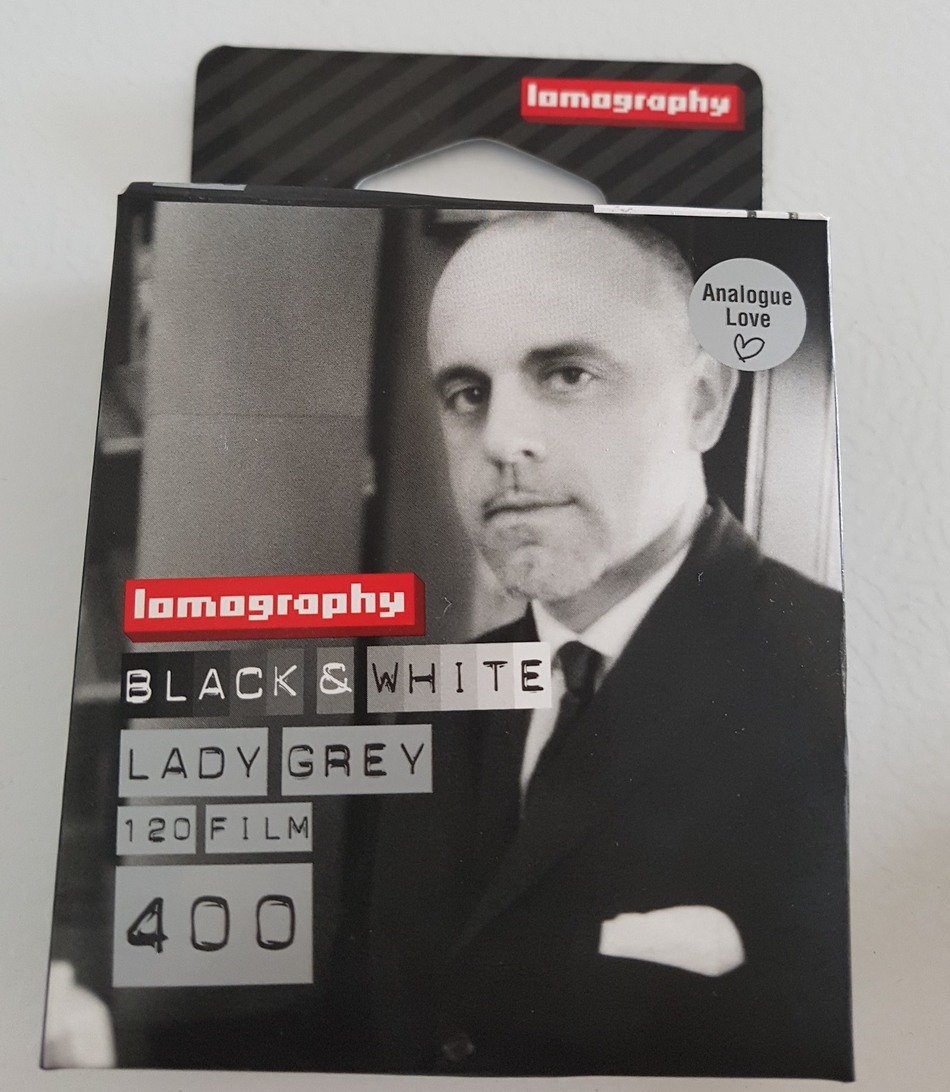 lomography
Analogue
Love
lomography
BLACK & WHITE
LADY GREY
120 FILM
400